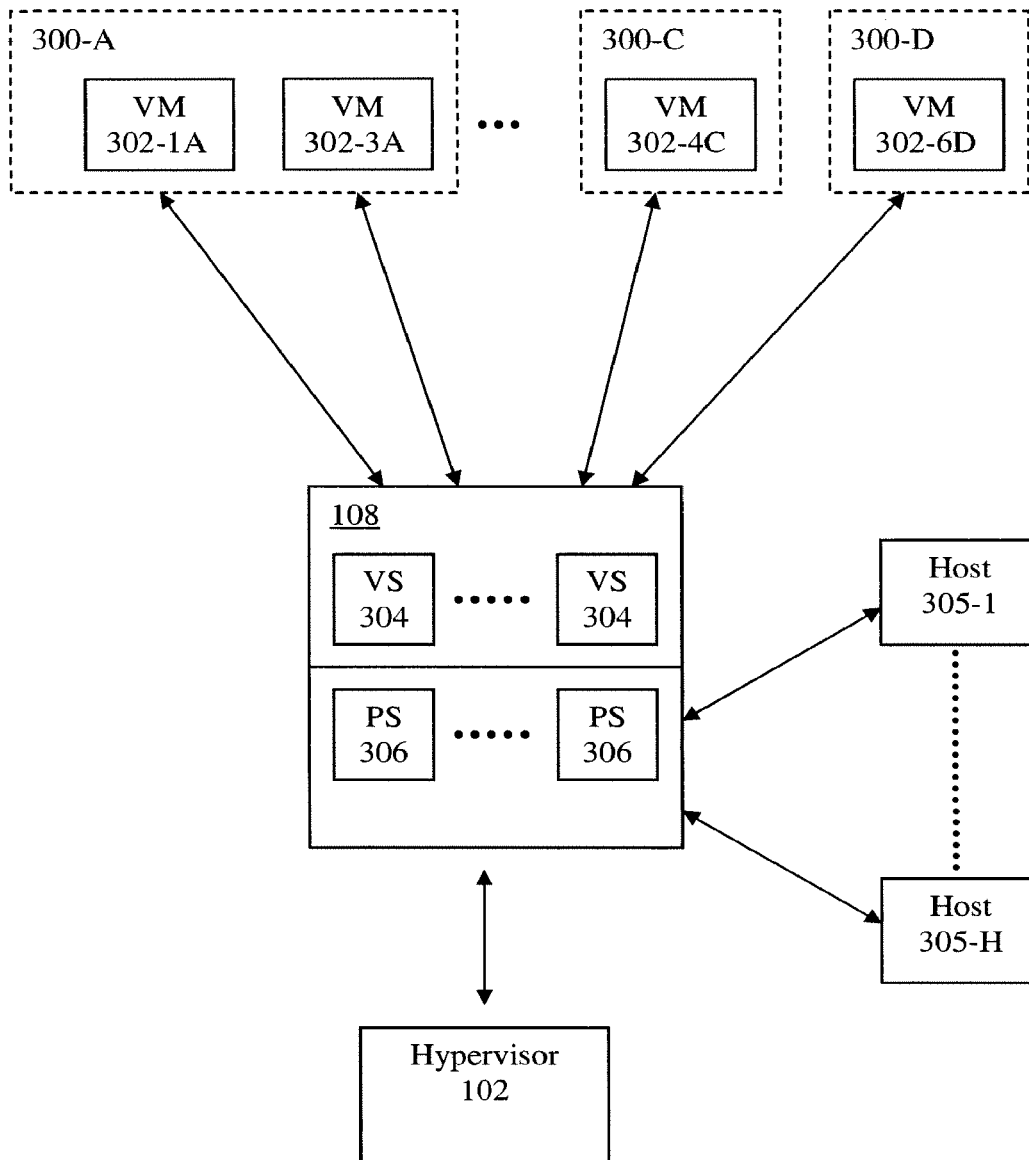 300-A
300-C
300-D
VM
302-1A
VM
302-3A
VM
302-4C
VM
302-6D
108
VS
304
VS
304
PS
306
PS
306
Host
305-1
Host
305-H
Hypervisor
102